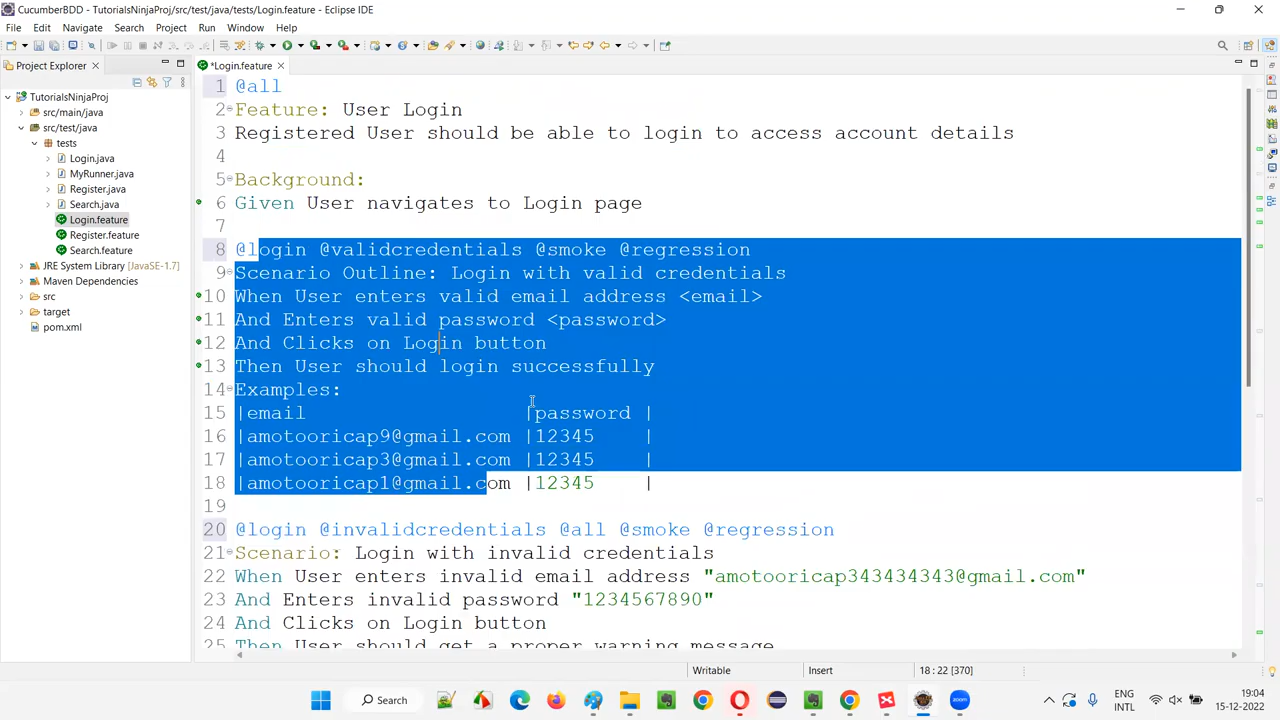 CucumberBDD - TutorialsNinjaProj/src/test/java/tests/Login.feature - Eclipse IDE
File Edit Navigate Search Project Run Window Help
Project Explorer
*Login.feature
TutorialsNinjaProj
src/main/java
src/test/java
tests
Login.java
MyRunner.java
Register.java
Search.java
Login.feature
Register.feature
Search.feature
JRE System Library [JavaSE-1.7]
Maven Dependencies
src
target
pom.xml
1 @all
2 Feature: User Login
3 Registered User should be able to login to access account details
4
5 Background:
6 Given User navigates to Login page
7
8 @login @validcredentials @smoke @regression
9 Scenario Outline: Login with valid credentials
10 When User enters valid email address <email>
11 And Enters valid password <password>
12 And Clicks on Login button
13 Then User should login successfully
14 Examples:
15 |email |password |
16 |amotooricap9@gmail.com |12345 |
17 |amotooricap3@gmail.com |12345 |
18 |amotooricap1@gmail.com |12345 |
19
20 @login @invalidcredentials @all @smoke @regression
21 Scenario: Login with invalid credentials
22 When User enters invalid email address "amotooricap343434343@gmail.com"
23 And Enters invalid password "1234567890"
24 And Clicks on Login button
25 Then User should get a proper warning message
Writable Insert 18 : 22 [370]
Search
ENG
INTL
19:04
15-12-2022